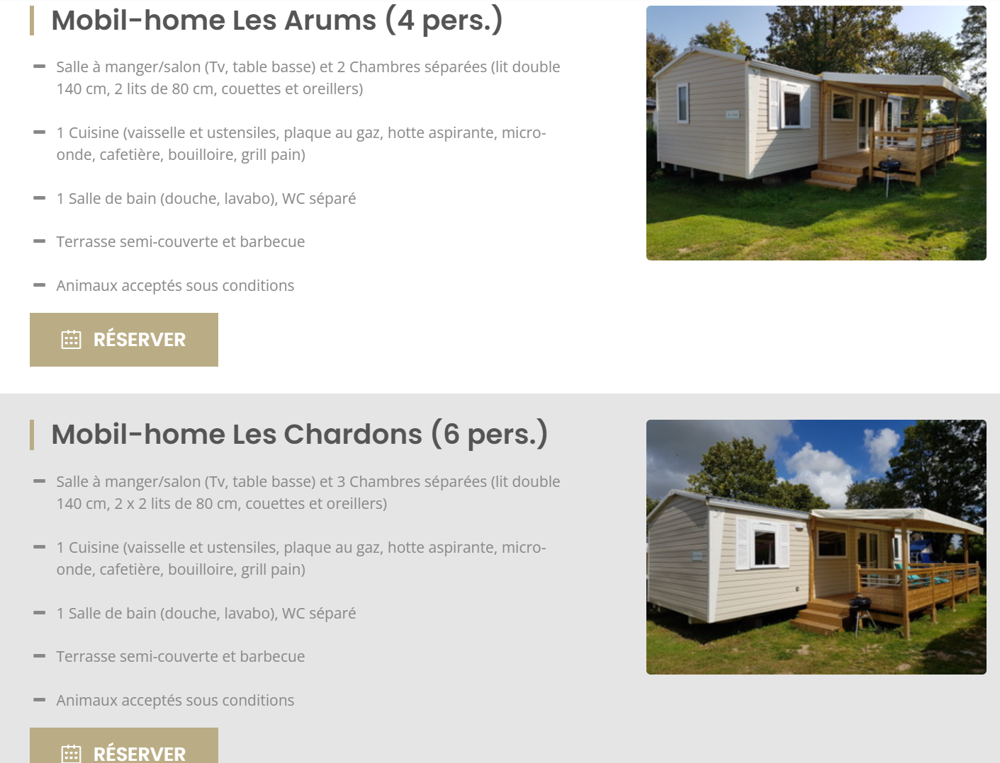 Mobil-home Les Arums (4 pers.)
Salle à manger/salon (Tv, table basse) et 2 Chambres séparées (lit double
140 cm, 2 lits de 80 cm, couettes et oreillers)
1 Cuisine (vaisselle et ustensiles, plaque au gaz, hotte aspirante, micro-
onde, cafetière, bouilloire, grill pain)
1 Salle de bain (douche, lavabo), WC séparé
Terrasse semi-couverte et barbecue
Animaux acceptés sous conditions
RÉSERVER
Mobil-home Les Chardons (6 pers.)
Salle à manger/salon (Tv, table basse) et 3 Chambres séparées (lit double
140 cm, 2 x 2 lits de 80 cm, couettes et oreillers)
1 Cuisine (vaisselle et ustensiles, plaque au gaz, hotte aspirante, micro-
onde, cafetière, bouilloire, grill pain)
1 Salle de bain (douche, lavabo), WC séparé
Terrasse semi-couverte et barbecue
Animaux acceptés sous conditions
RÉSERVER